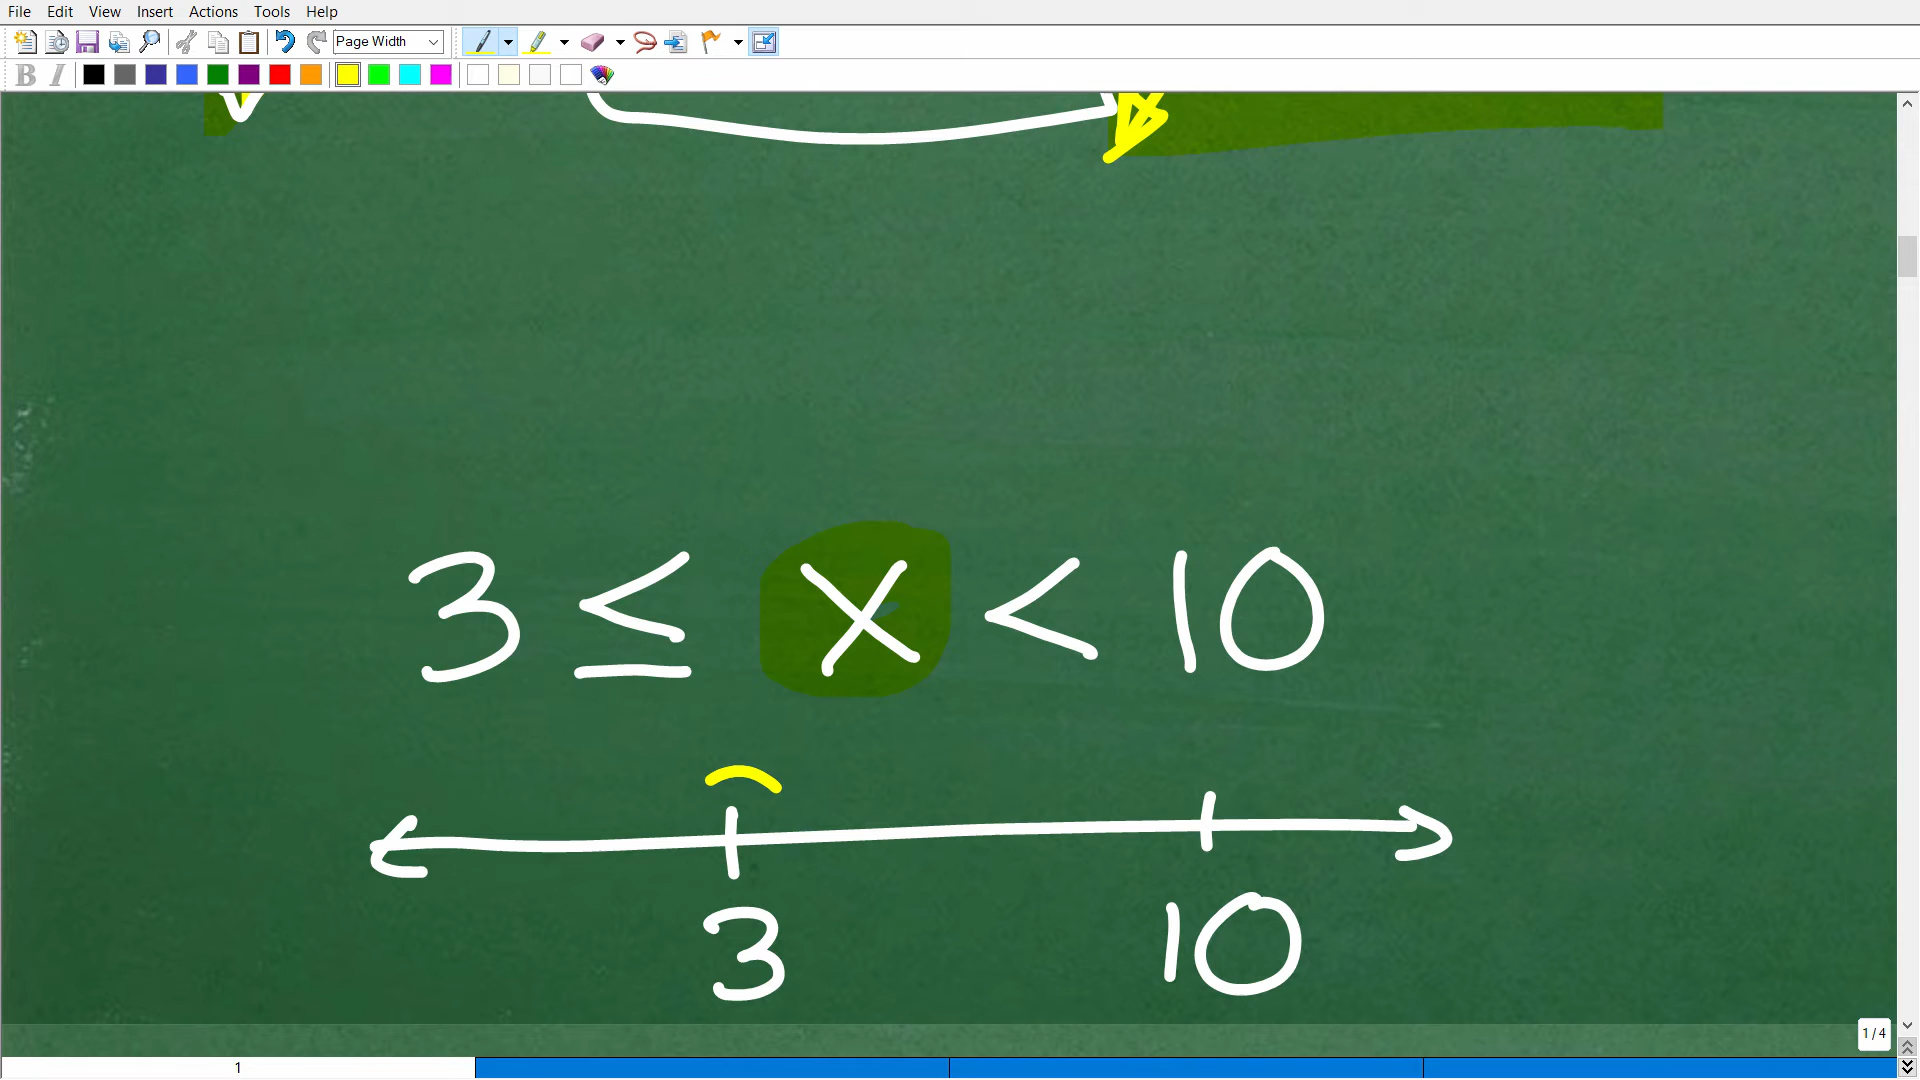 File Edit View Insert Actions Tools Help
Page Width
B I
3 ≤ x < 10
3 10
1 / 4
1